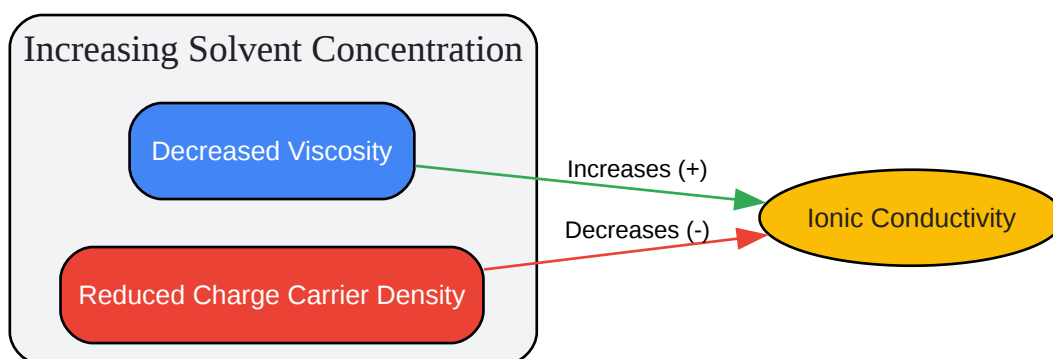 Increasing Solvent Concentration
Decreased Viscosity
Increases (+)
Ionic Conductivity
Decreases (-)
Reduced Charge Carrier Density